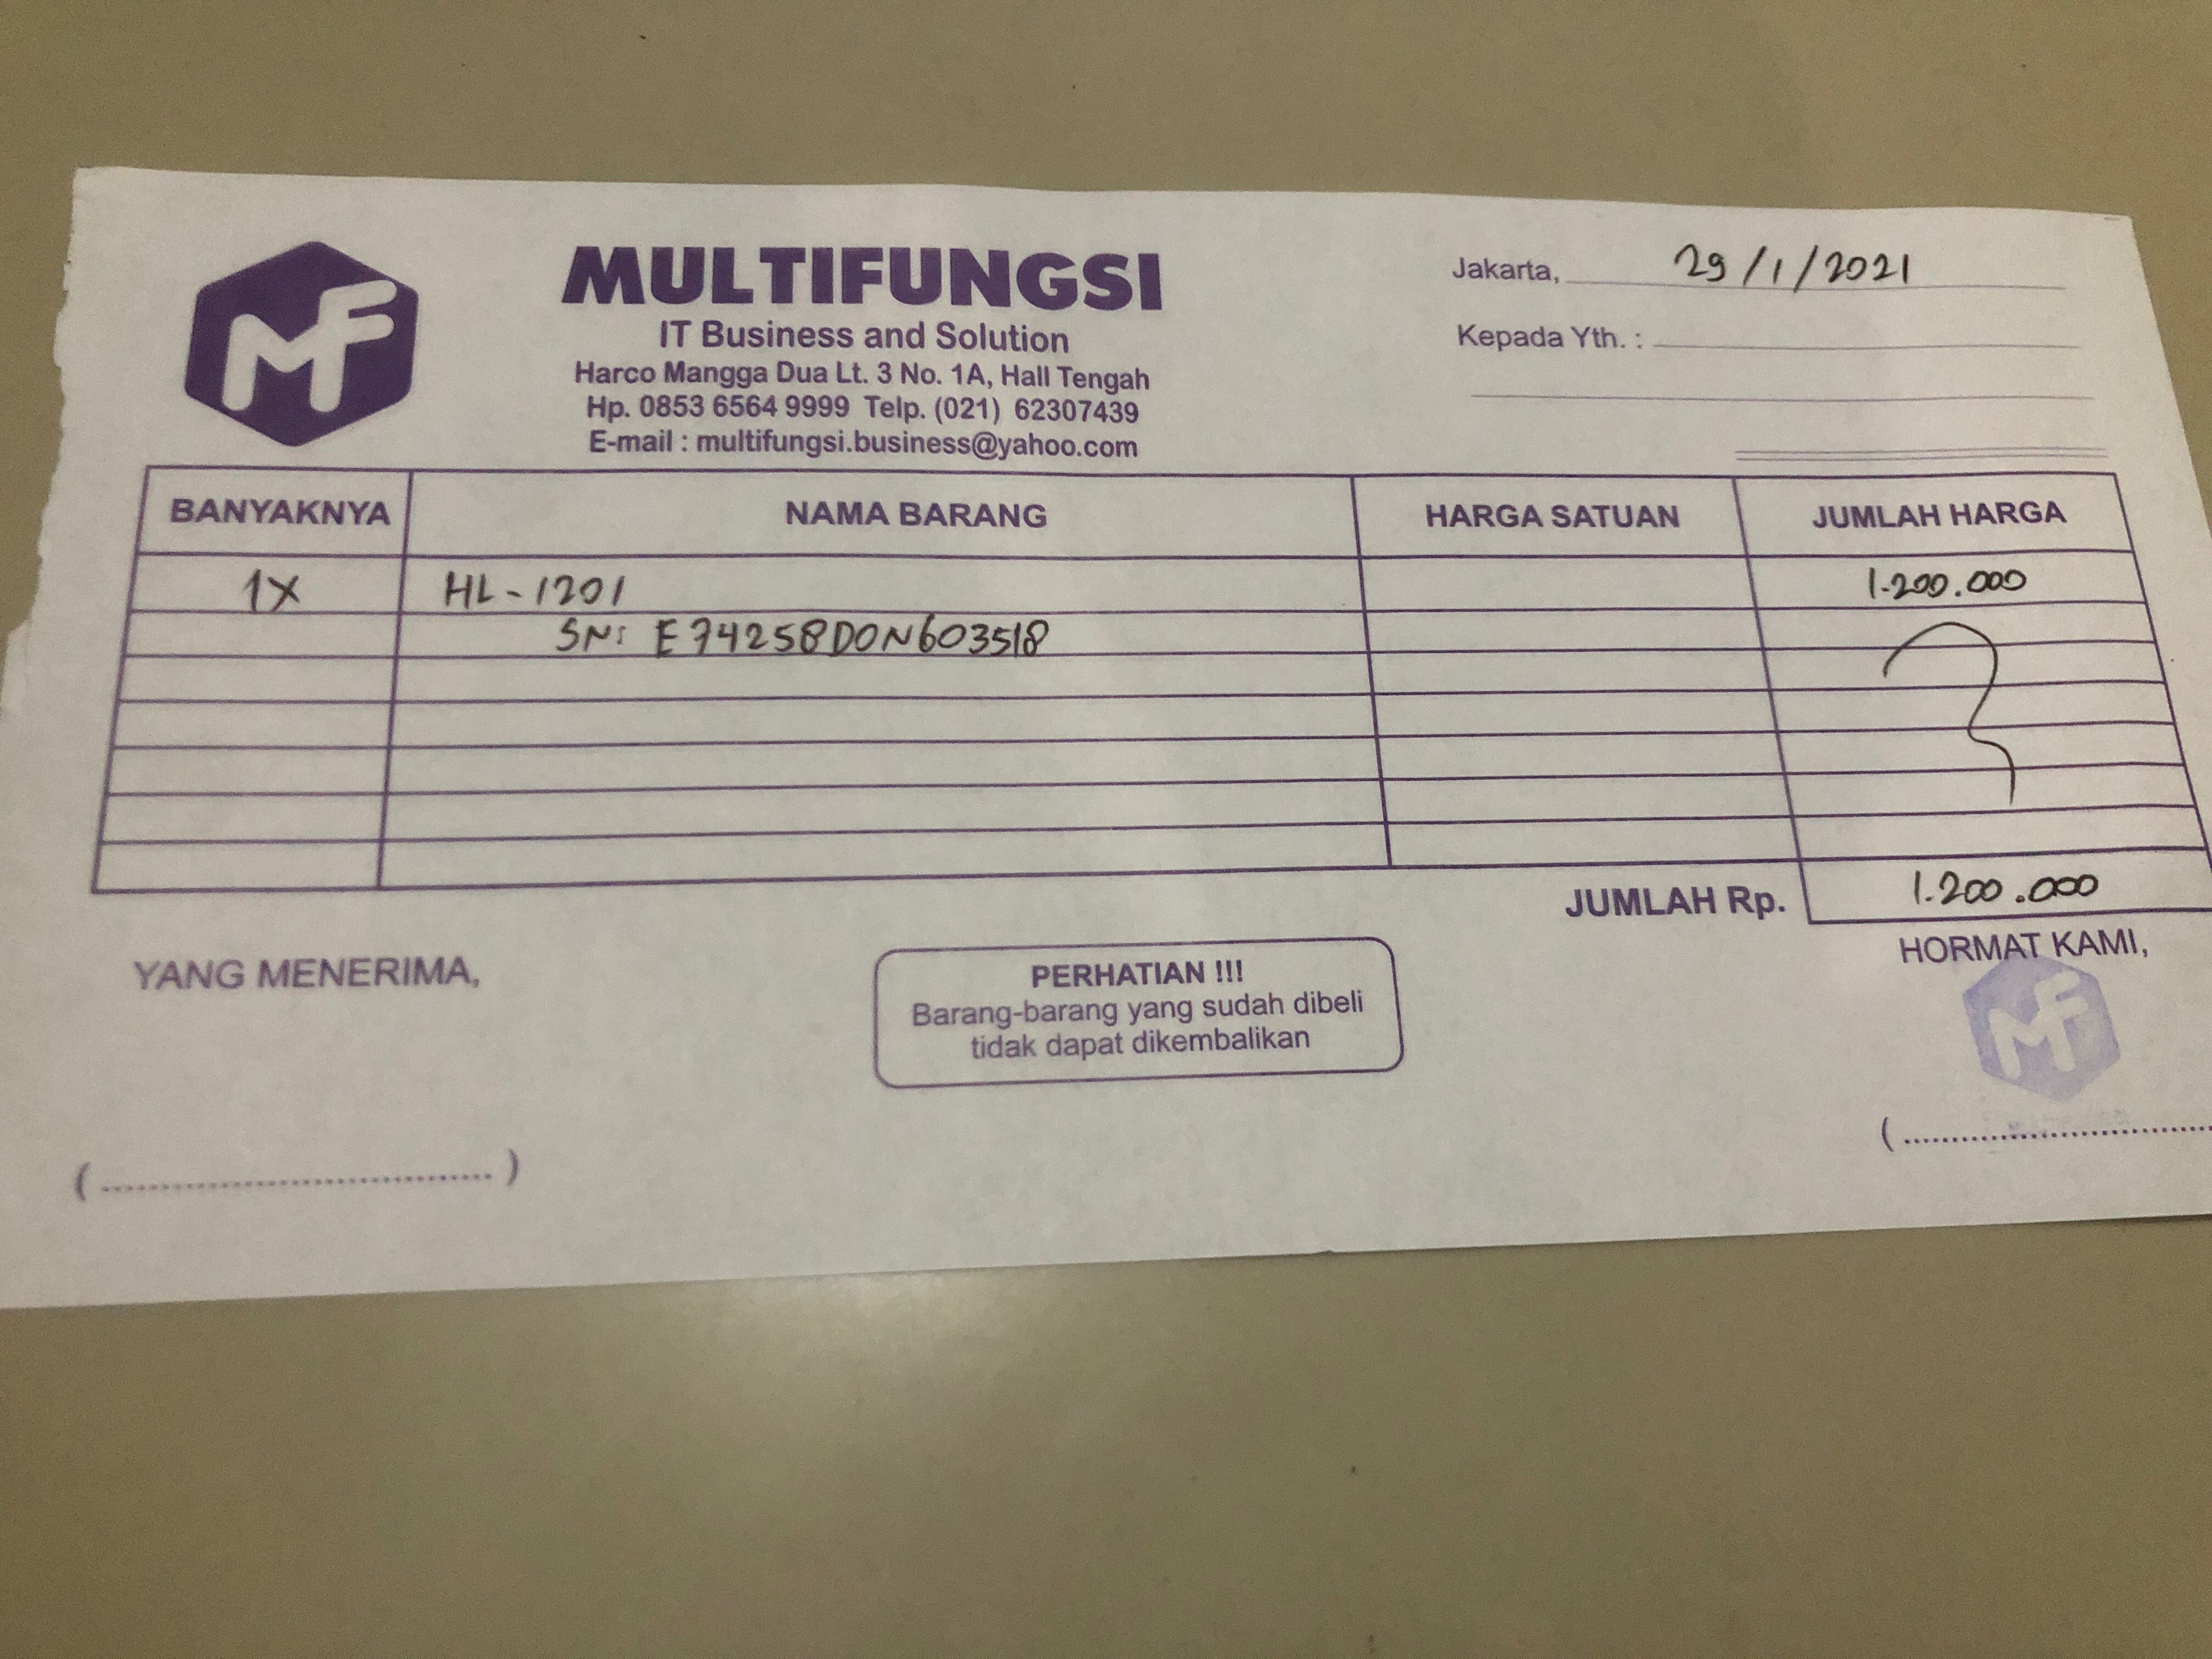 MF
MULTIFUNGSI
IT Business and Solution
Harco Mangga Dua Lt. 3 No. 1A, Hall Tengah
Hp. 0853 6564 9999 Telp. (021) 62307439
E-mail : multifungsi.business@yahoo.com
Jakarta, 29/1/2021
Kepada Yth. :
BANYAKNYA NAMA BARANG HARGA SATUAN JUMLAH HARGA
1X HL-1201 1.200.000
SN: E74258D0N603518
JUMLAH Rp. 1.200.000
YANG MENERIMA,
PERHATIAN !!!
Barang-barang yang sudah dibeli
tidak dapat dikembalikan
HORMAT KAMI,
MF